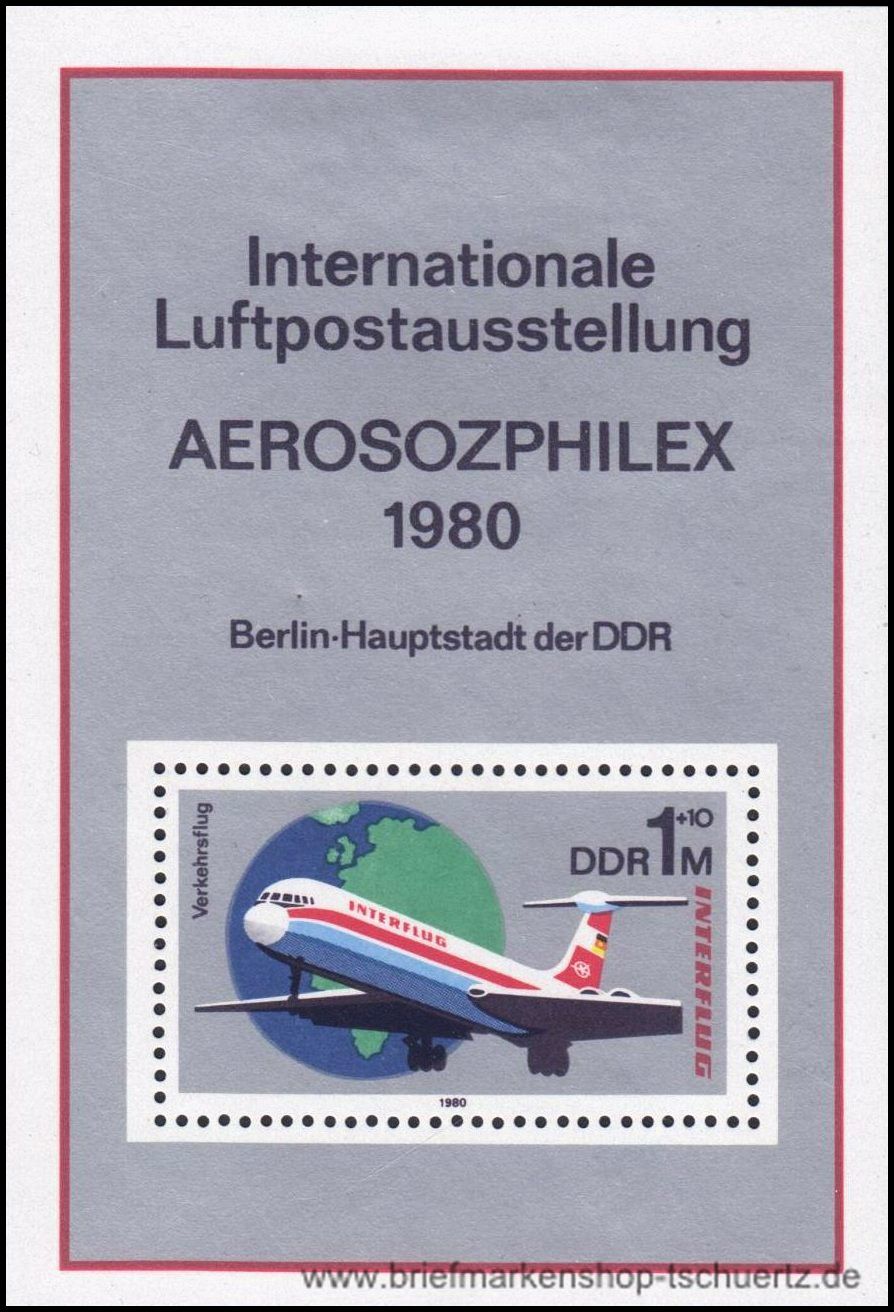 Internationale
Luftpostausstellung
AEROSOZPHILEX
1980
Berlin·Hauptstadt der DDR
Verkehrsflug
DDR 1 M +10
INTERFLUG
INTERFLUG
1980
www.briefmarkenshop-tschuertz.de